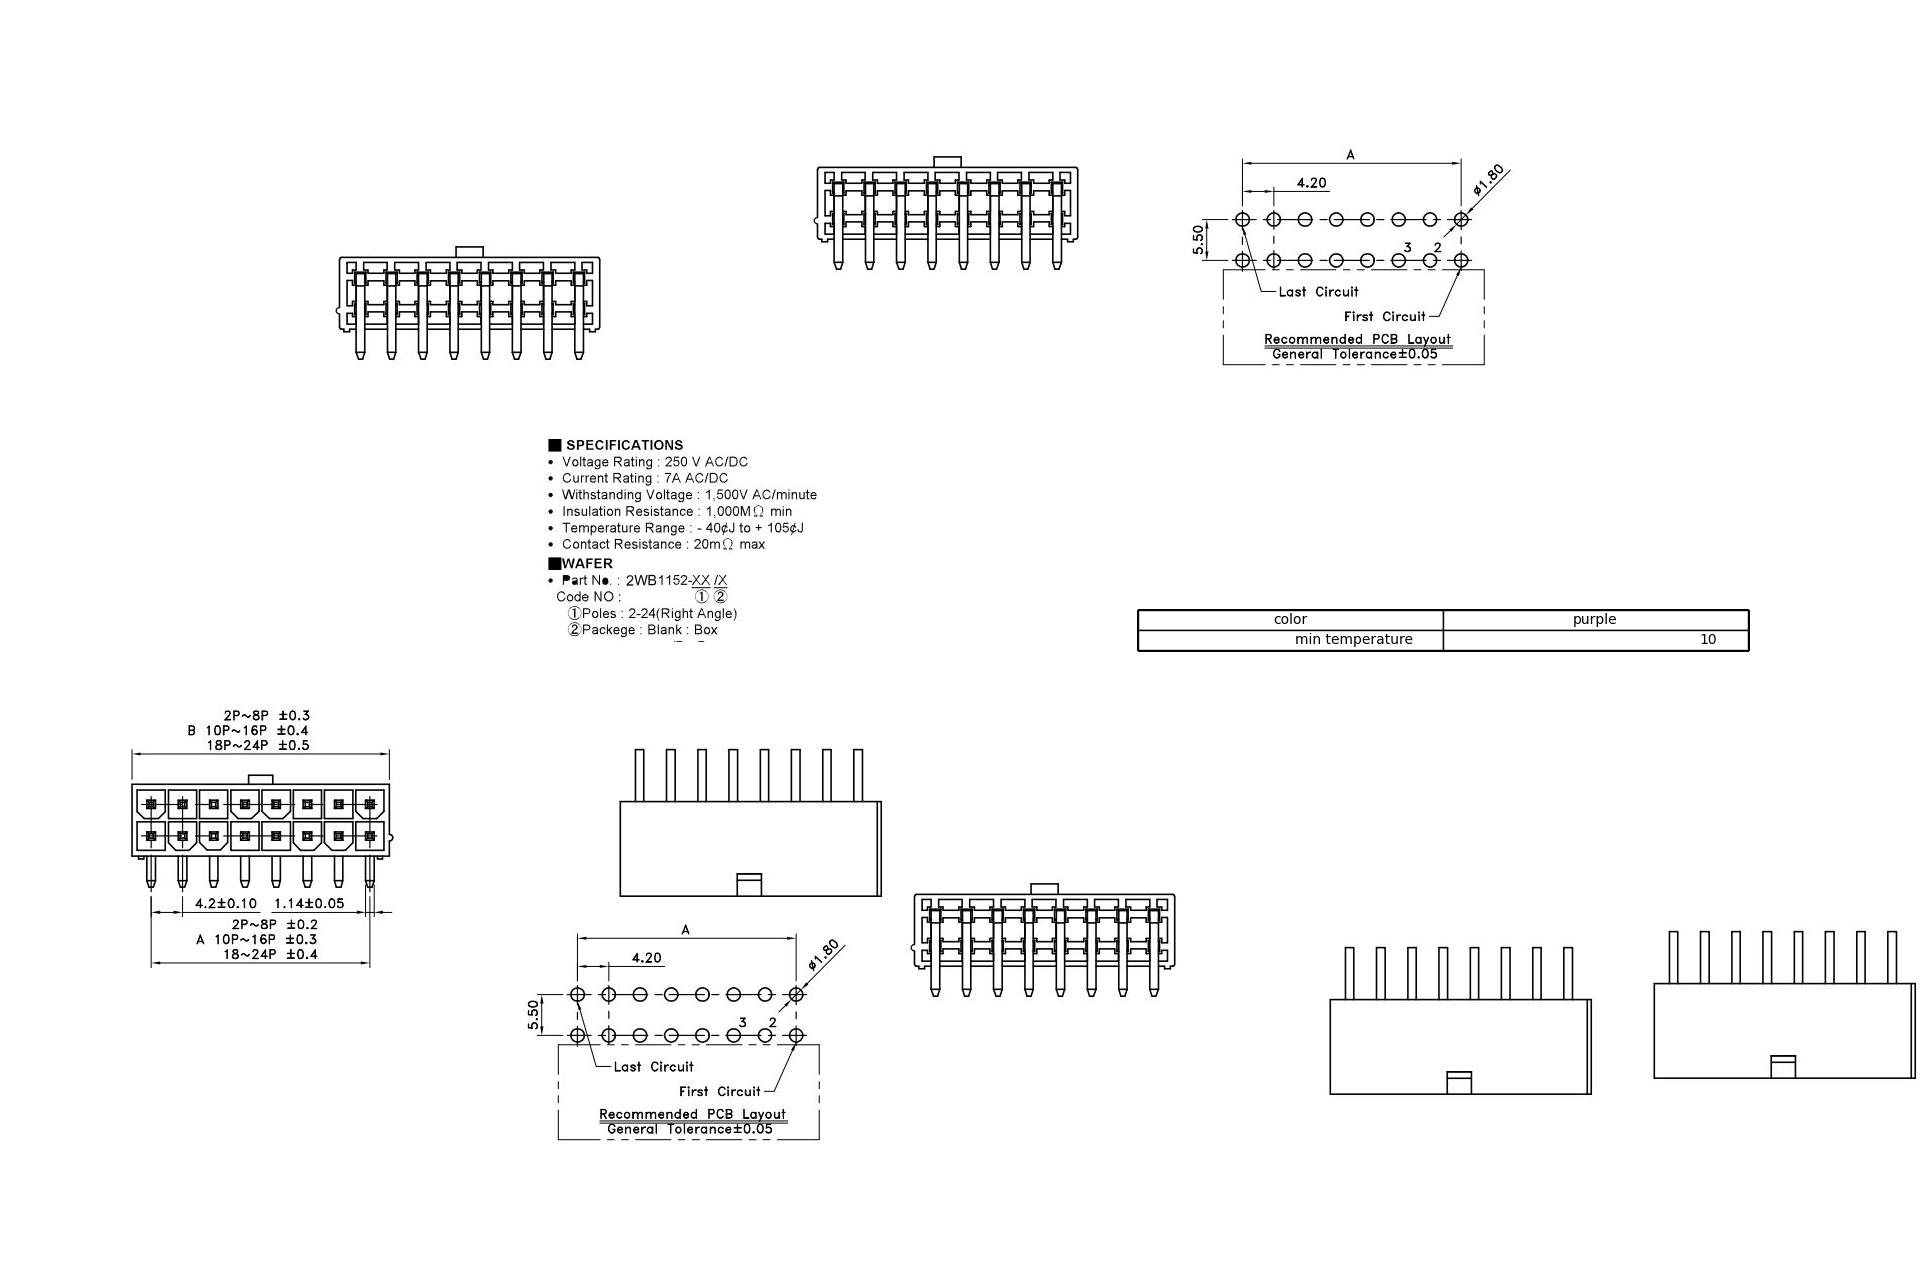 A
4.20
ø1.80
5.50
3 2
Last Circuit
First Circuit
Recommended PCB Layout
General Tolerance±0.05
■ SPECIFICATIONS
• Voltage Rating : 250 V AC/DC
• Current Rating : 7A AC/DC
• Withstanding Voltage : 1,500V AC/minute
• Insulation Resistance : 1,000MΩ min
• Temperature Range : - 40¢J to + 105¢J
• Contact Resistance : 20mΩ max
■WAFER
• Part No. : 2WB1152-XX /X
Code NO : ① ②
①Poles : 2-24(Right Angle)
②Packege : Blank : Box
color purple
min temperature 10
2P~8P ±0.3
B 10P~16P ±0.4
18P~24P ±0.5
4.2±0.10 1.14±0.05
2P~8P ±0.2
A 10P~16P ±0.3
18~24P ±0.4
A
4.20
ø1.80
5.50
3 2
Last Circuit
First Circuit
Recommended PCB Layout
General Tolerance±0.05